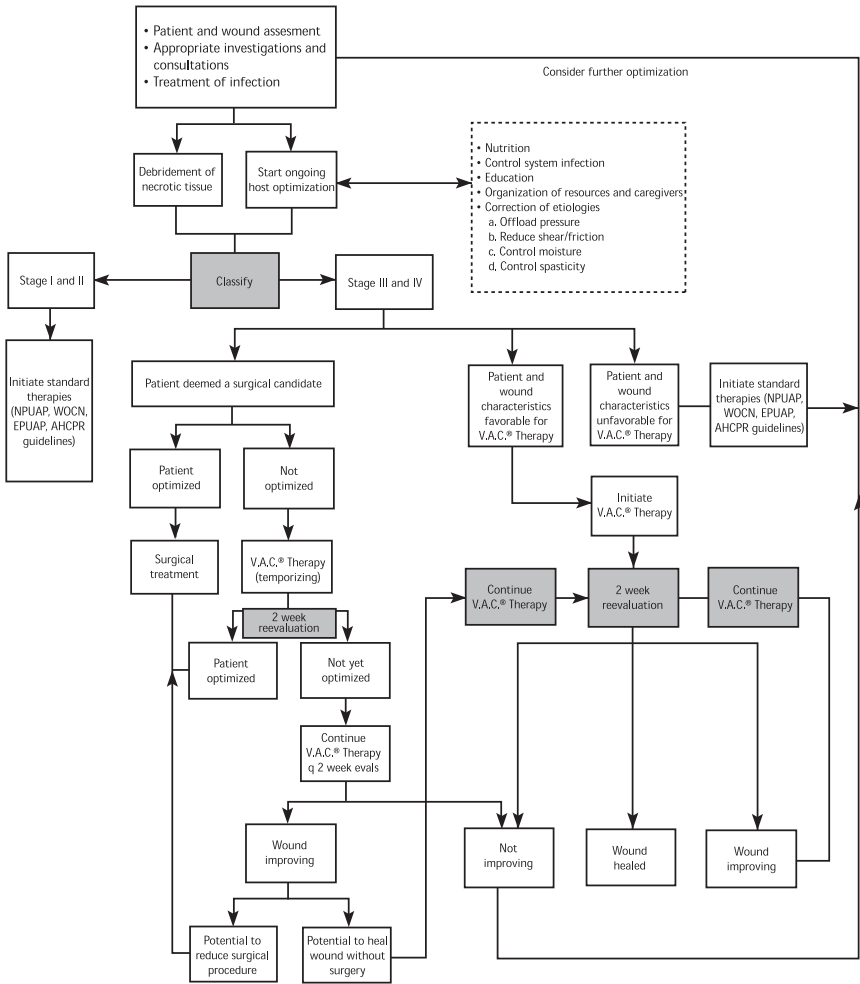 • Patient and wound assesment
• Appropriate investigations and
consultations
• Treatment of infection
Consider further optimization
Debridement of
necrotic tissue
Start ongoing
host optimization
• Nutrition
• Control system infection
• Education
• Organization of resources and caregivers
• Correction of etiologies
a. Offload pressure
b. Reduce shear/friction
c. Control moisture
d. Control spasticity
Stage I and II
Classify
Stage III and IV
Initiate standard
therapies
(NPUAP, WOCN,
EPUAP, AHCPR
guidelines)
Patient deemed a surgical candidate
Patient and
wound
characteristics
favorable for
V.A.C.® Therapy
Patient and
wound
characteristics
unfavorable for
V.A.C.® Therapy
Initiate standard
therapies (NPUAP,
WOCN, EPUAP,
AHCPR guidelines)
Patient
optimized
Not
optimized
Initiate
V.A.C.® Therapy
Surgical
treatment
V.A.C.® Therapy
(temporizing)
Continue
V.A.C.® Therapy
2 week
reevaluation
Continue
V.A.C.® Therapy
2 week
reevaluation
Patient
optimized
Not yet
optimized
Continue
V.A.C.® Therapy
q 2 week evals
Wound
improving
Not
improving
Wound
healed
Wound
improving
Potential to
reduce surgical
procedure
Potential to heal
wound without
surgery